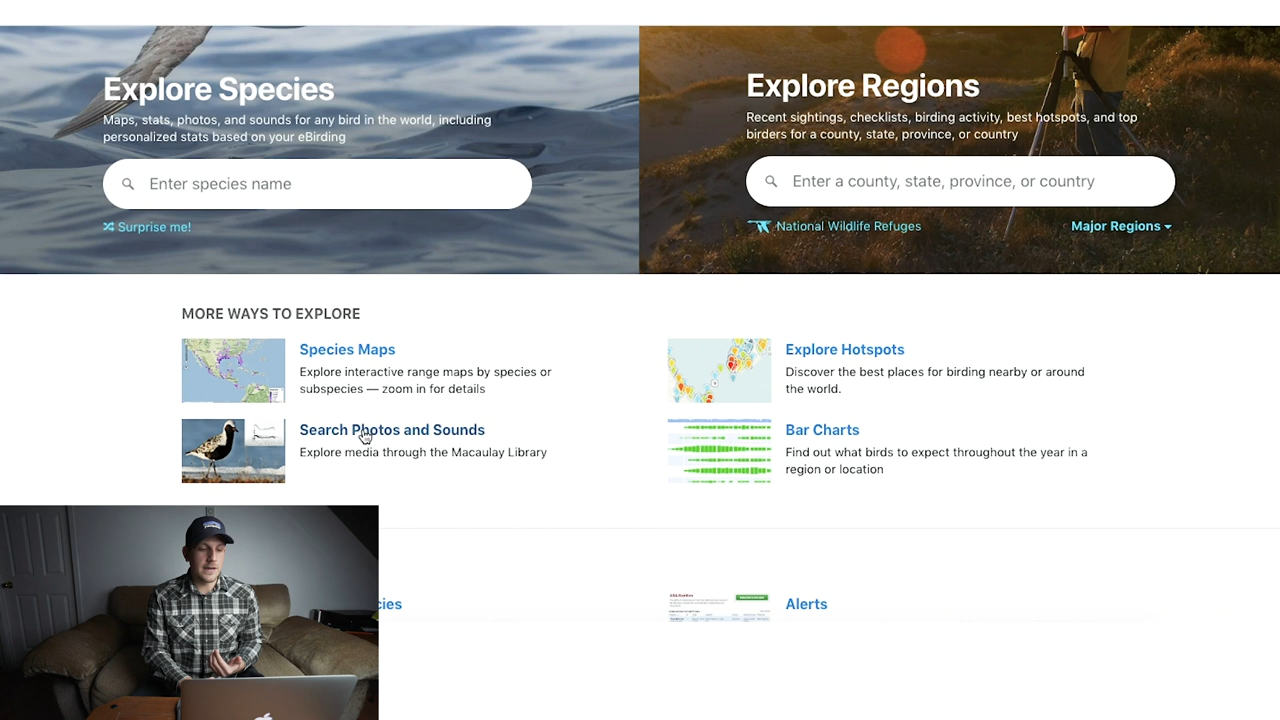 Explore Species
Maps, stats, photos, and sounds for any bird in the world, including
personalized stats based on your eBirding
Enter species name
Surprise me!
Explore Regions
Recent sightings, checklists, birding activity, best hotspots, and top
birders for a county, state, province, or country
Enter a county, state, province, or country
National Wildlife Refuges
Major Regions
MORE WAYS TO EXPLORE
Species Maps
Explore interactive range maps by species or
subspecies — zoom in for details
Explore Hotspots
Discover the best places for birding nearby or around
the world.
Search Photos and Sounds
Explore media through the Macaulay Library
Bar Charts
Find out what birds to expect throughout the year in a
region or location
cies
Alerts